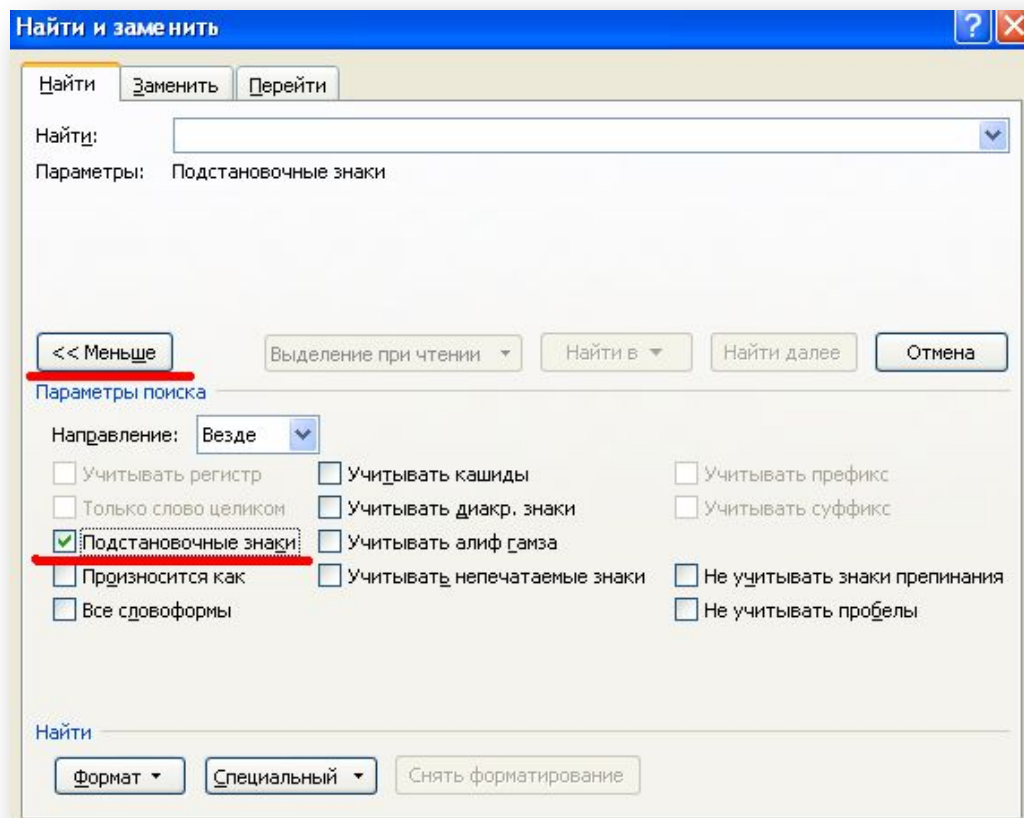 Найти и заменить
Найти Заменить Перейти
Найти:
Параметры: Подстановочные знаки
<< Меньше Выделение при чтении Найти в Найти далее Отмена
Параметры поиска
Направление: Везде
Учитывать регистр Учитывать кашиды Учитывать префикс
Только слово целиком Учитывать диакр. знаки Учитывать суффикс
Подстановочные знаки Учитывать алиф гамза
Произносится как Учитывать непечатаемые знаки Не учитывать знаки препинания
Все словоформы Не учитывать пробелы
Найти
Формат Специальный Снять форматирование